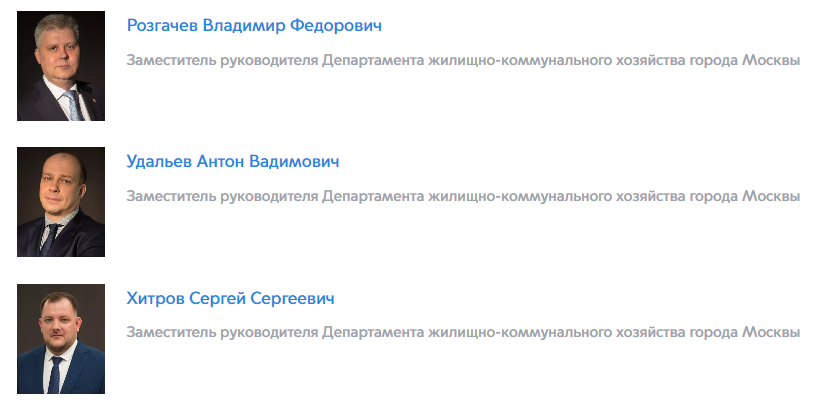 Розгачев Владимир Федорович
Заместитель руководителя Департамента жилищно-коммунального хозяйства города Москвы
Удальев Антон Вадимович
Заместитель руководителя Департамента жилищно-коммунального хозяйства города Москвы
Хитров Сергей Сергеевич
Заместитель руководителя Департамента жилищно-коммунального хозяйства города Москвы